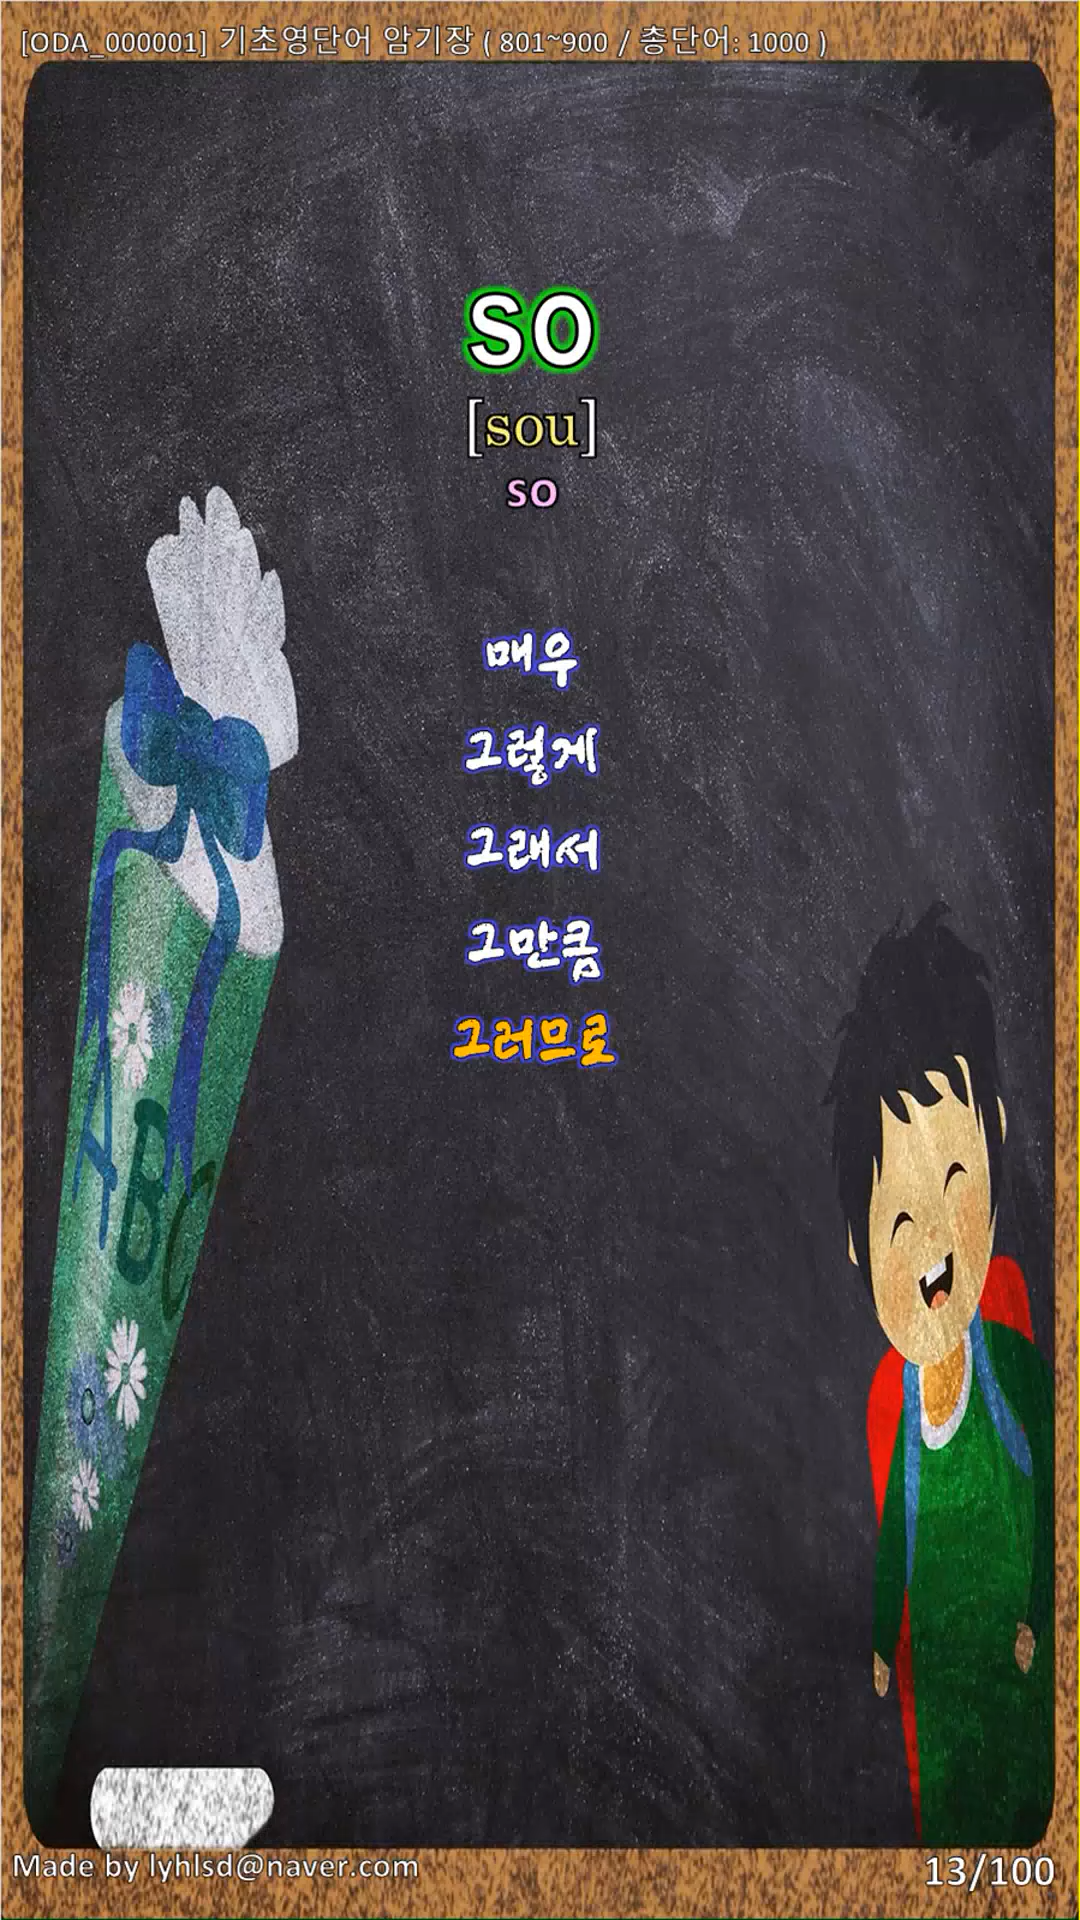 [ODA_000001] 기초영단어 암기장 ( 801~900 / 총단어: 1000 )
so
[sou]
so
매우
그렇게
그래서
그만큼
그러므로
ABC
Made by lyhlsd@naver.com
13/100